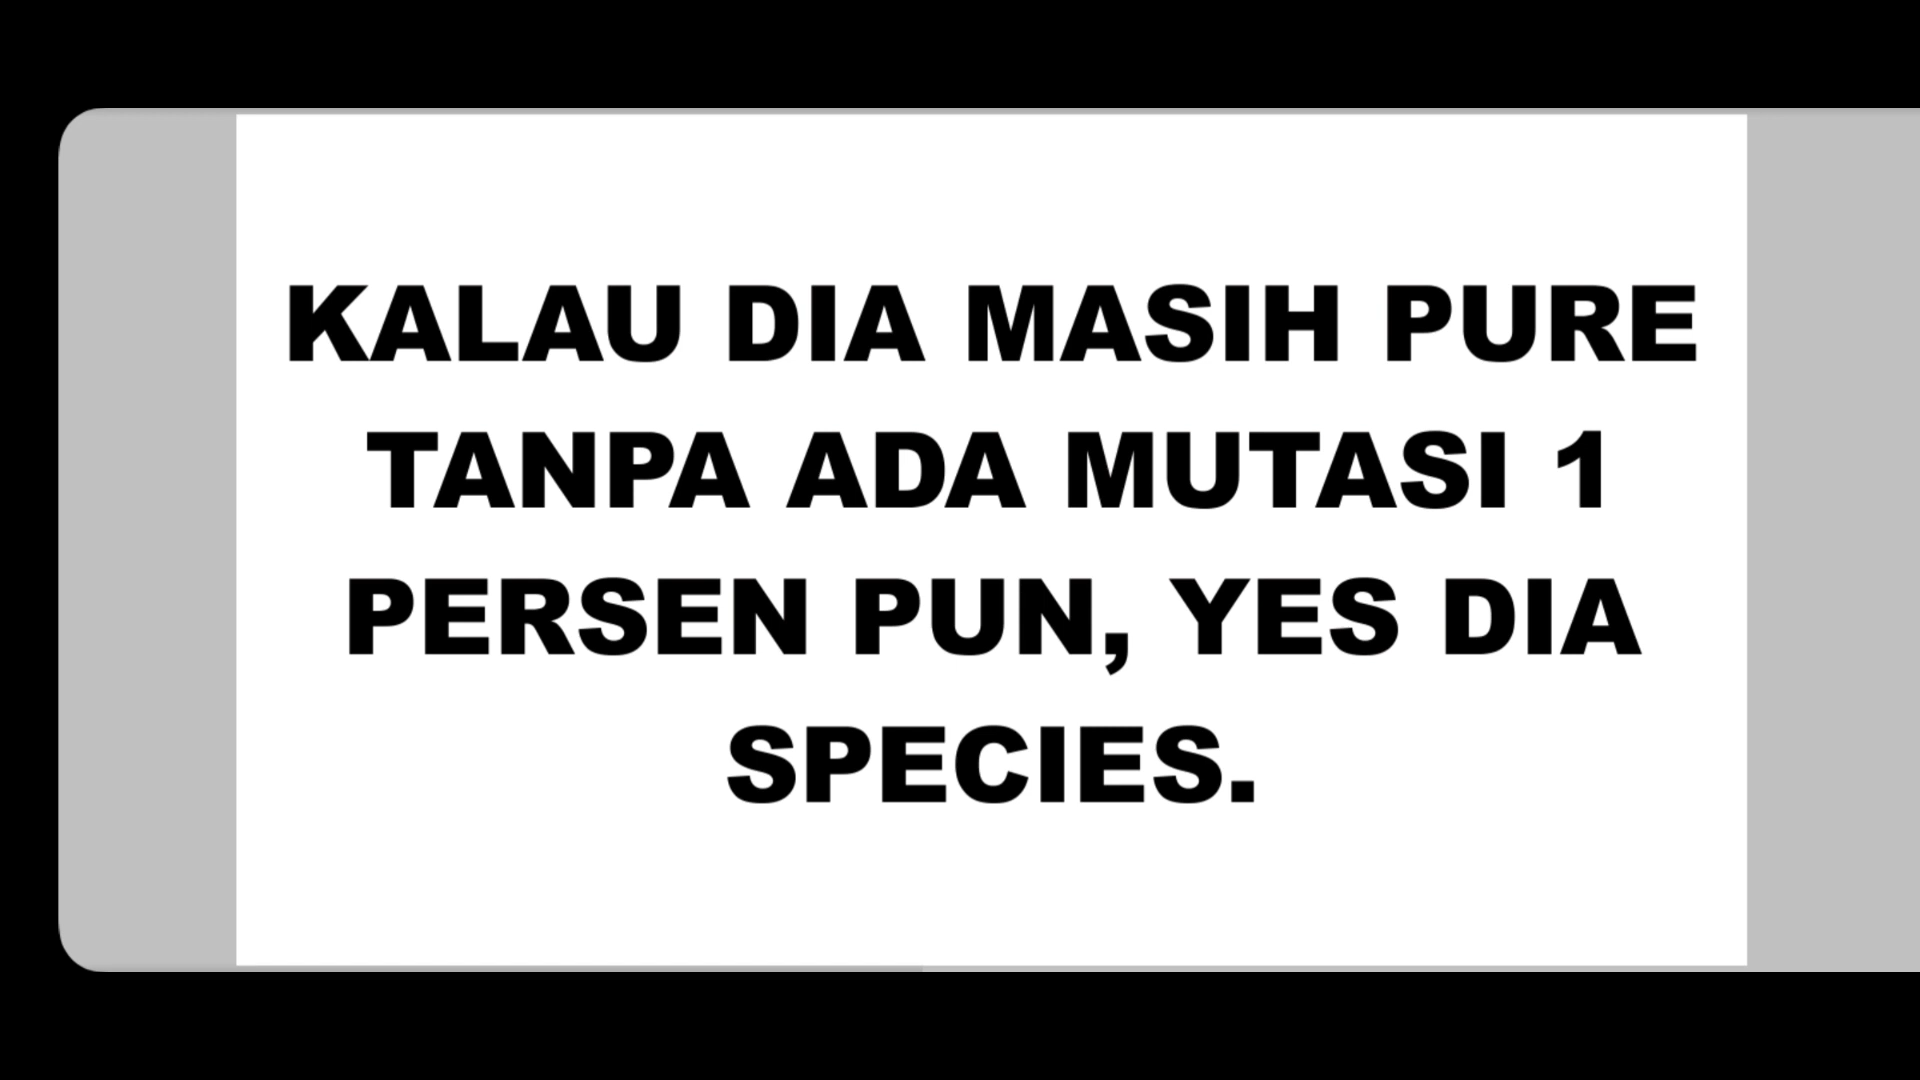 KALAU DIA MASIH PURE
TANPA ADA MUTASI 1
PERSEN PUN, YES DIA
SPECIES.